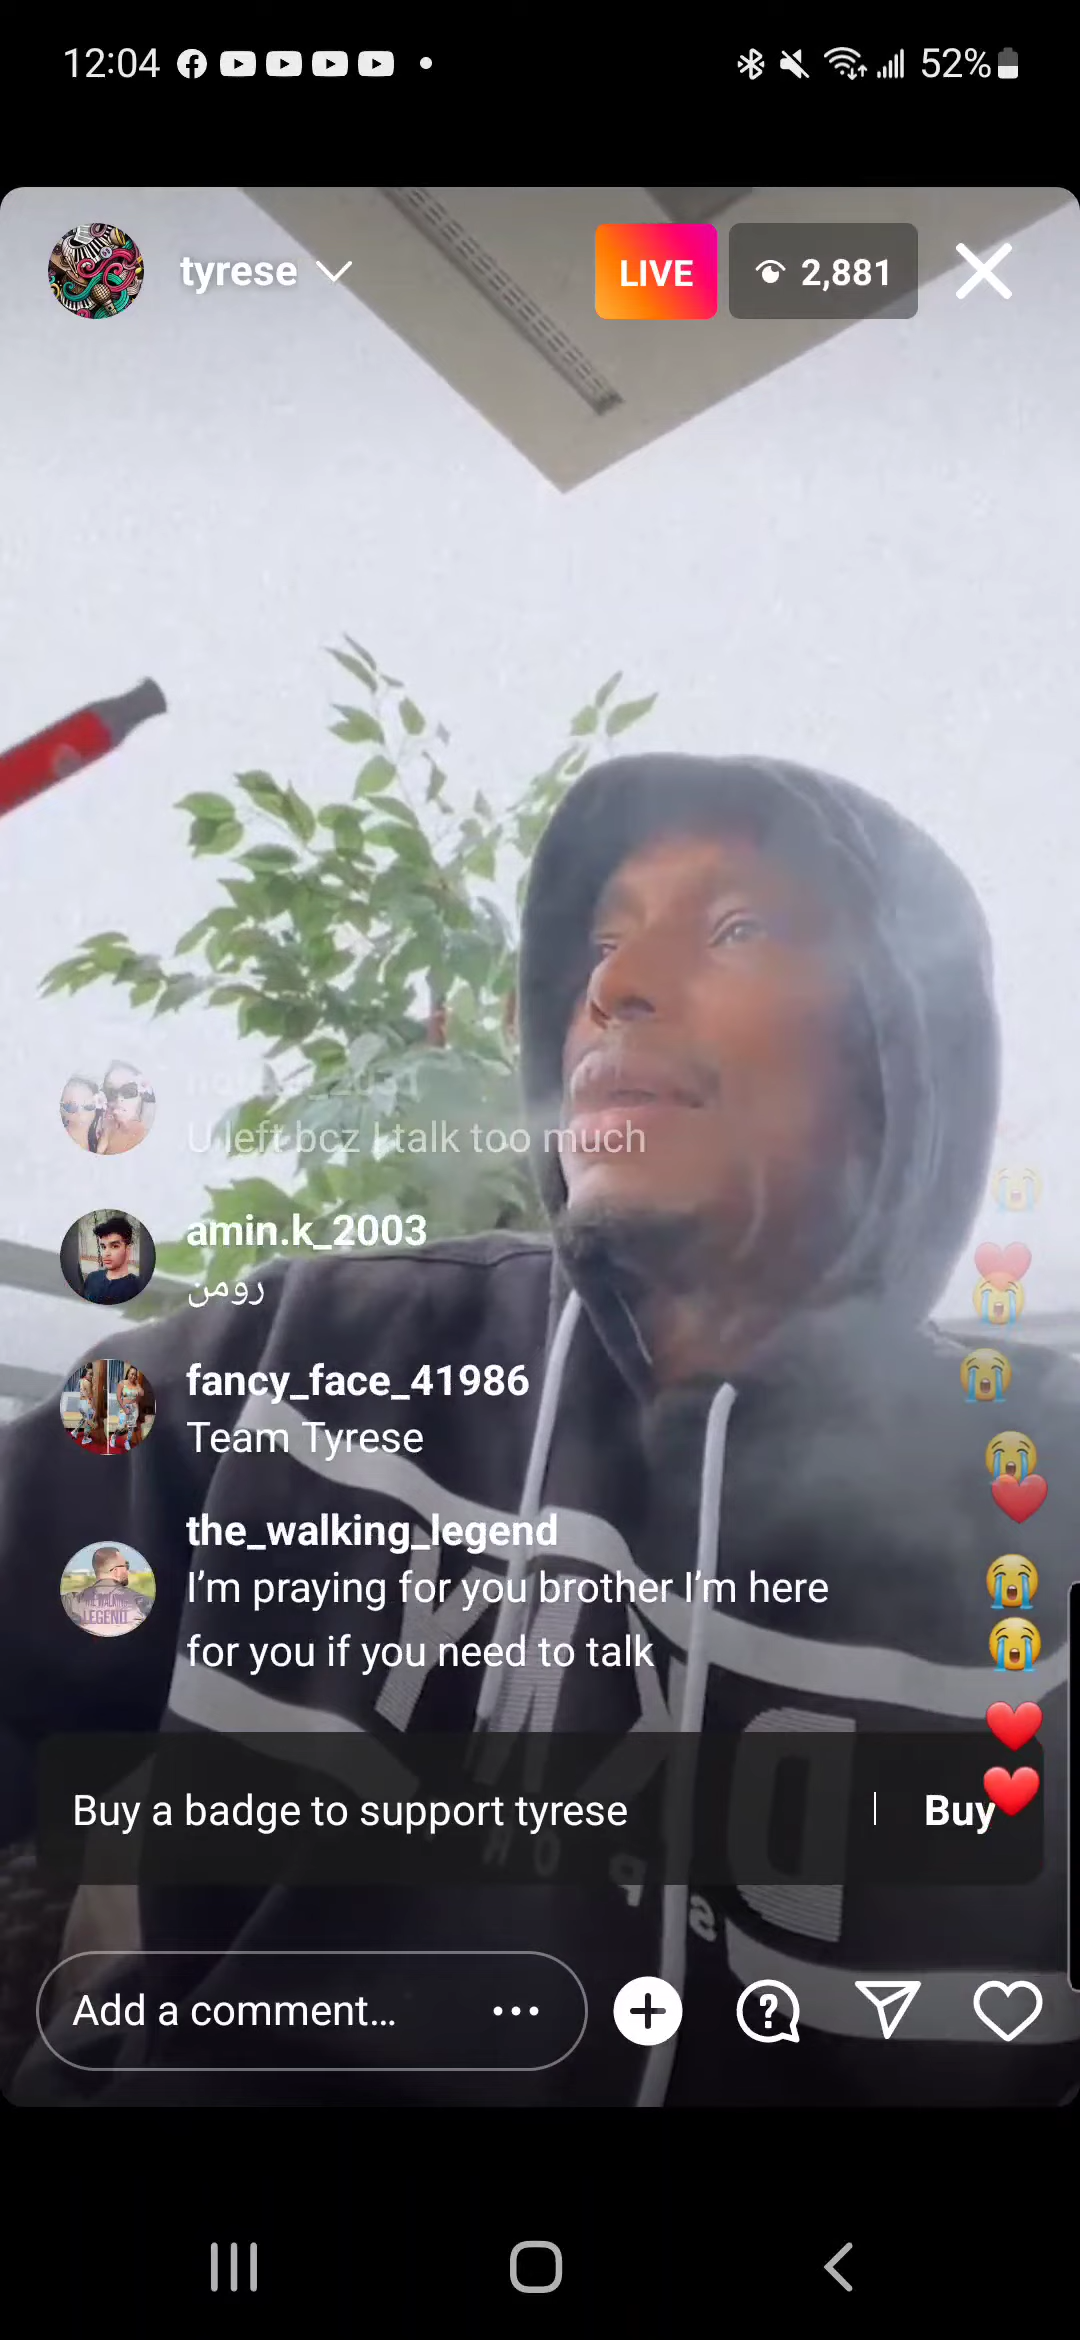 12:04
52%
tyrese
LIVE
2,881
U left bcz I talk too much
amin.k_2003
رومن
fancy_face_41986
Team Tyrese
the_walking_legend
I'm praying for you brother I'm here
for you if you need to talk
LEGEND
Buy a badge to support tyrese
Buy
Add a comment...